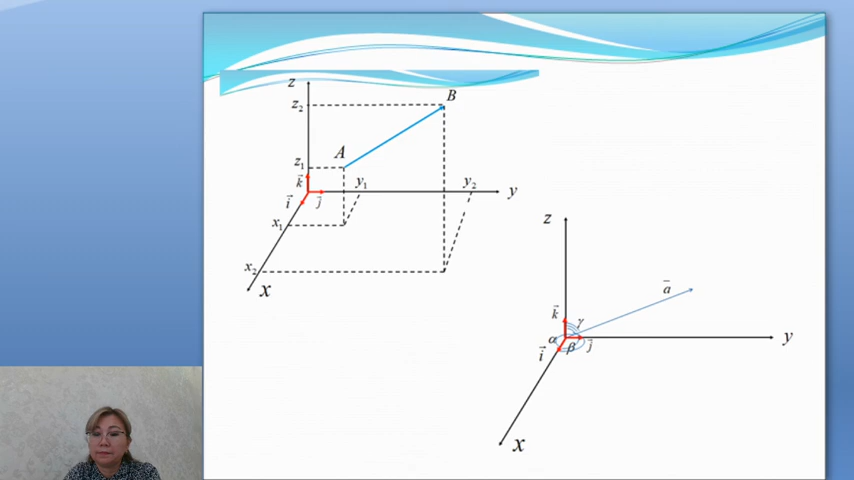 z
z₂
B
A
z₁
k⃗
y₁
y₂
y
i⃗
j⃗
x₁
x₂
x
z
a̅
k⃗
γ
α
β
j⃗
i⃗
y
x